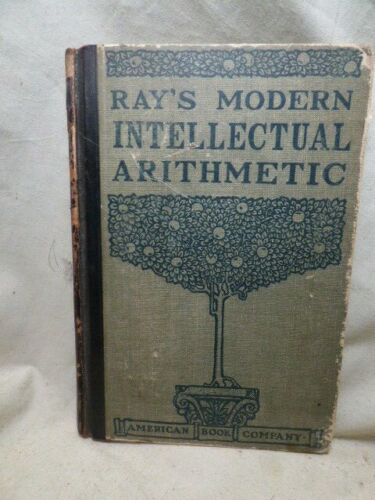 RAY'S MODERN
INTELLECTUAL
ARITHMETIC
AMERICAN BOOK COMPANY